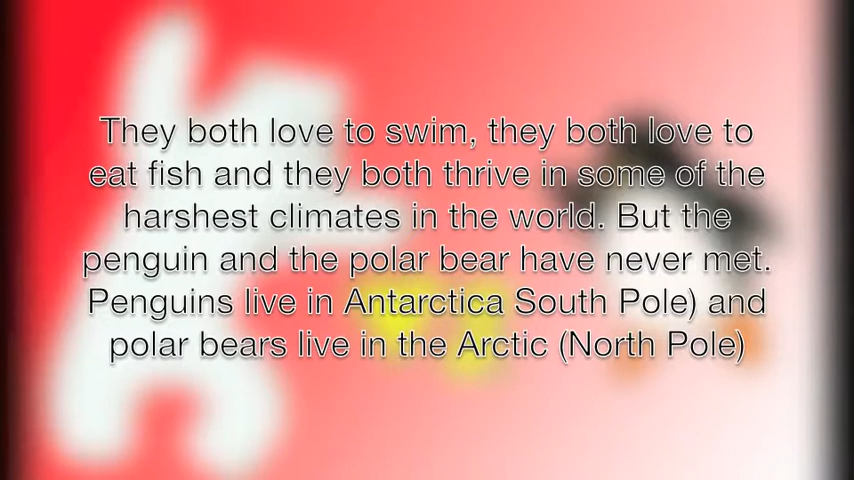 They both love to swim, they both love to
eat fish and they both thrive in some of the
harshest climates in the world. But the
penguin and the polar bear have never met.
Penguins live in Antarctica South Pole) and
polar bears live in the Arctic (North Pole)